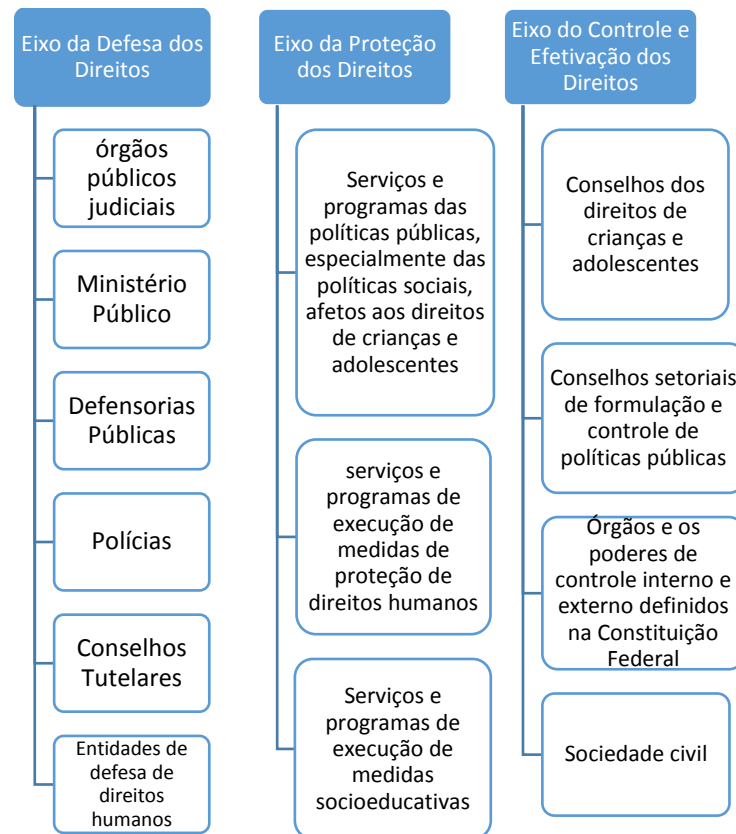 Eixo da Defesa dos
Direitos
órgãos
públicos
judiciais
Ministério
Público
Defensorias
Públicas
Polícias
Conselhos
Tutelares
Entidades de
defesa de
direitos
humanos
Eixo da Proteção
dos Direitos
Serviços e
programas das
políticas públicas,
especialmente das
políticas sociais,
afetos aos direitos
de crianças e
adolescentes
serviços e
programas de
execução de
medidas de
proteção de
direitos humanos
Serviços e
programas de
execução de
medidas
socioeducativas
Eixo do Controle e
Efetivação dos
Direitos
Conselhos dos
direitos de
crianças e
adolescentes
Conselhos setoriais
de formulação e
controle de
políticas públicas
Órgãos e os
poderes de
controle interno e
externo definidos
na Constituição
Federal
Sociedade civil